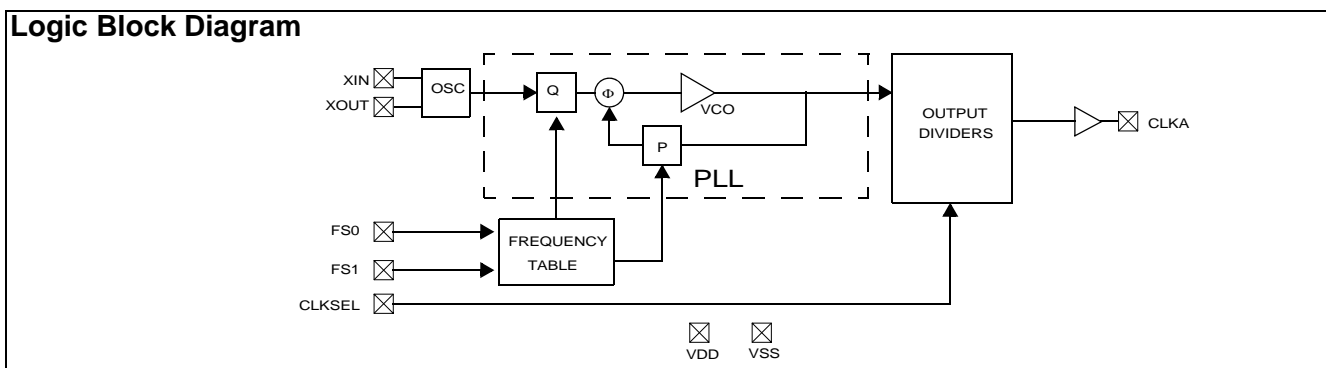 Logic Block Diagram
XIN
XOUT
OSC
Q
Φ
VCO
P
PLL
OUTPUT
DIVIDERS
CLKA
FS0
FS1
CLKSEL
FREQUENCY
TABLE
VDD
VSS